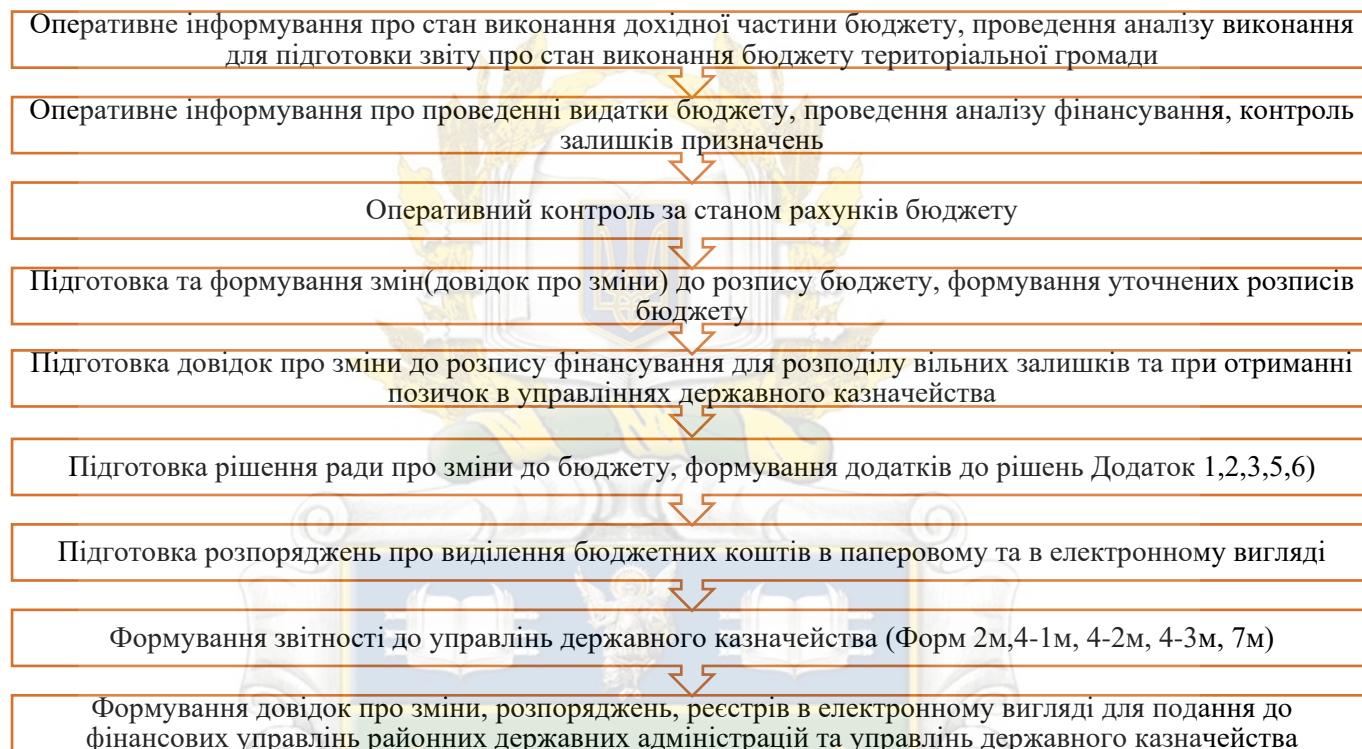 Оперативне інформування про стан виконання дохідної частини бюджету, проведення аналізу виконання
для підготовки звіту про стан виконання бюджету територіальної громади
Оперативне інформування про проведенні видатки бюджету, проведення аналізу фінансування, контроль
залишків призначень
Оперативний контроль за станом рахунків бюджету
Підготовка та формування змін(довідок про зміни) до розпису бюджету, формування уточнених розписів
бюджету
Підготовка довідок про зміни до розпису фінансування для розподілу вільних залишків та при отриманні
позичок в управліннях державного казначейства
Підготовка рішення ради про зміни до бюджету, формування додатків до рішень Додаток 1,2,3,5,6)
Підготовка розпоряджень про виділення бюджетних коштів в паперовому та в електронному вигляді
Формування звітності до управлінь державного казначейства (Форм 2м,4-1м, 4-2м, 4-3м, 7м)
Формування довідок про зміни, розпоряджень, реєстрів в електронному вигляді для подання до
фінансових управлінь районних державних адміністрацій та управлінь державного казначейства